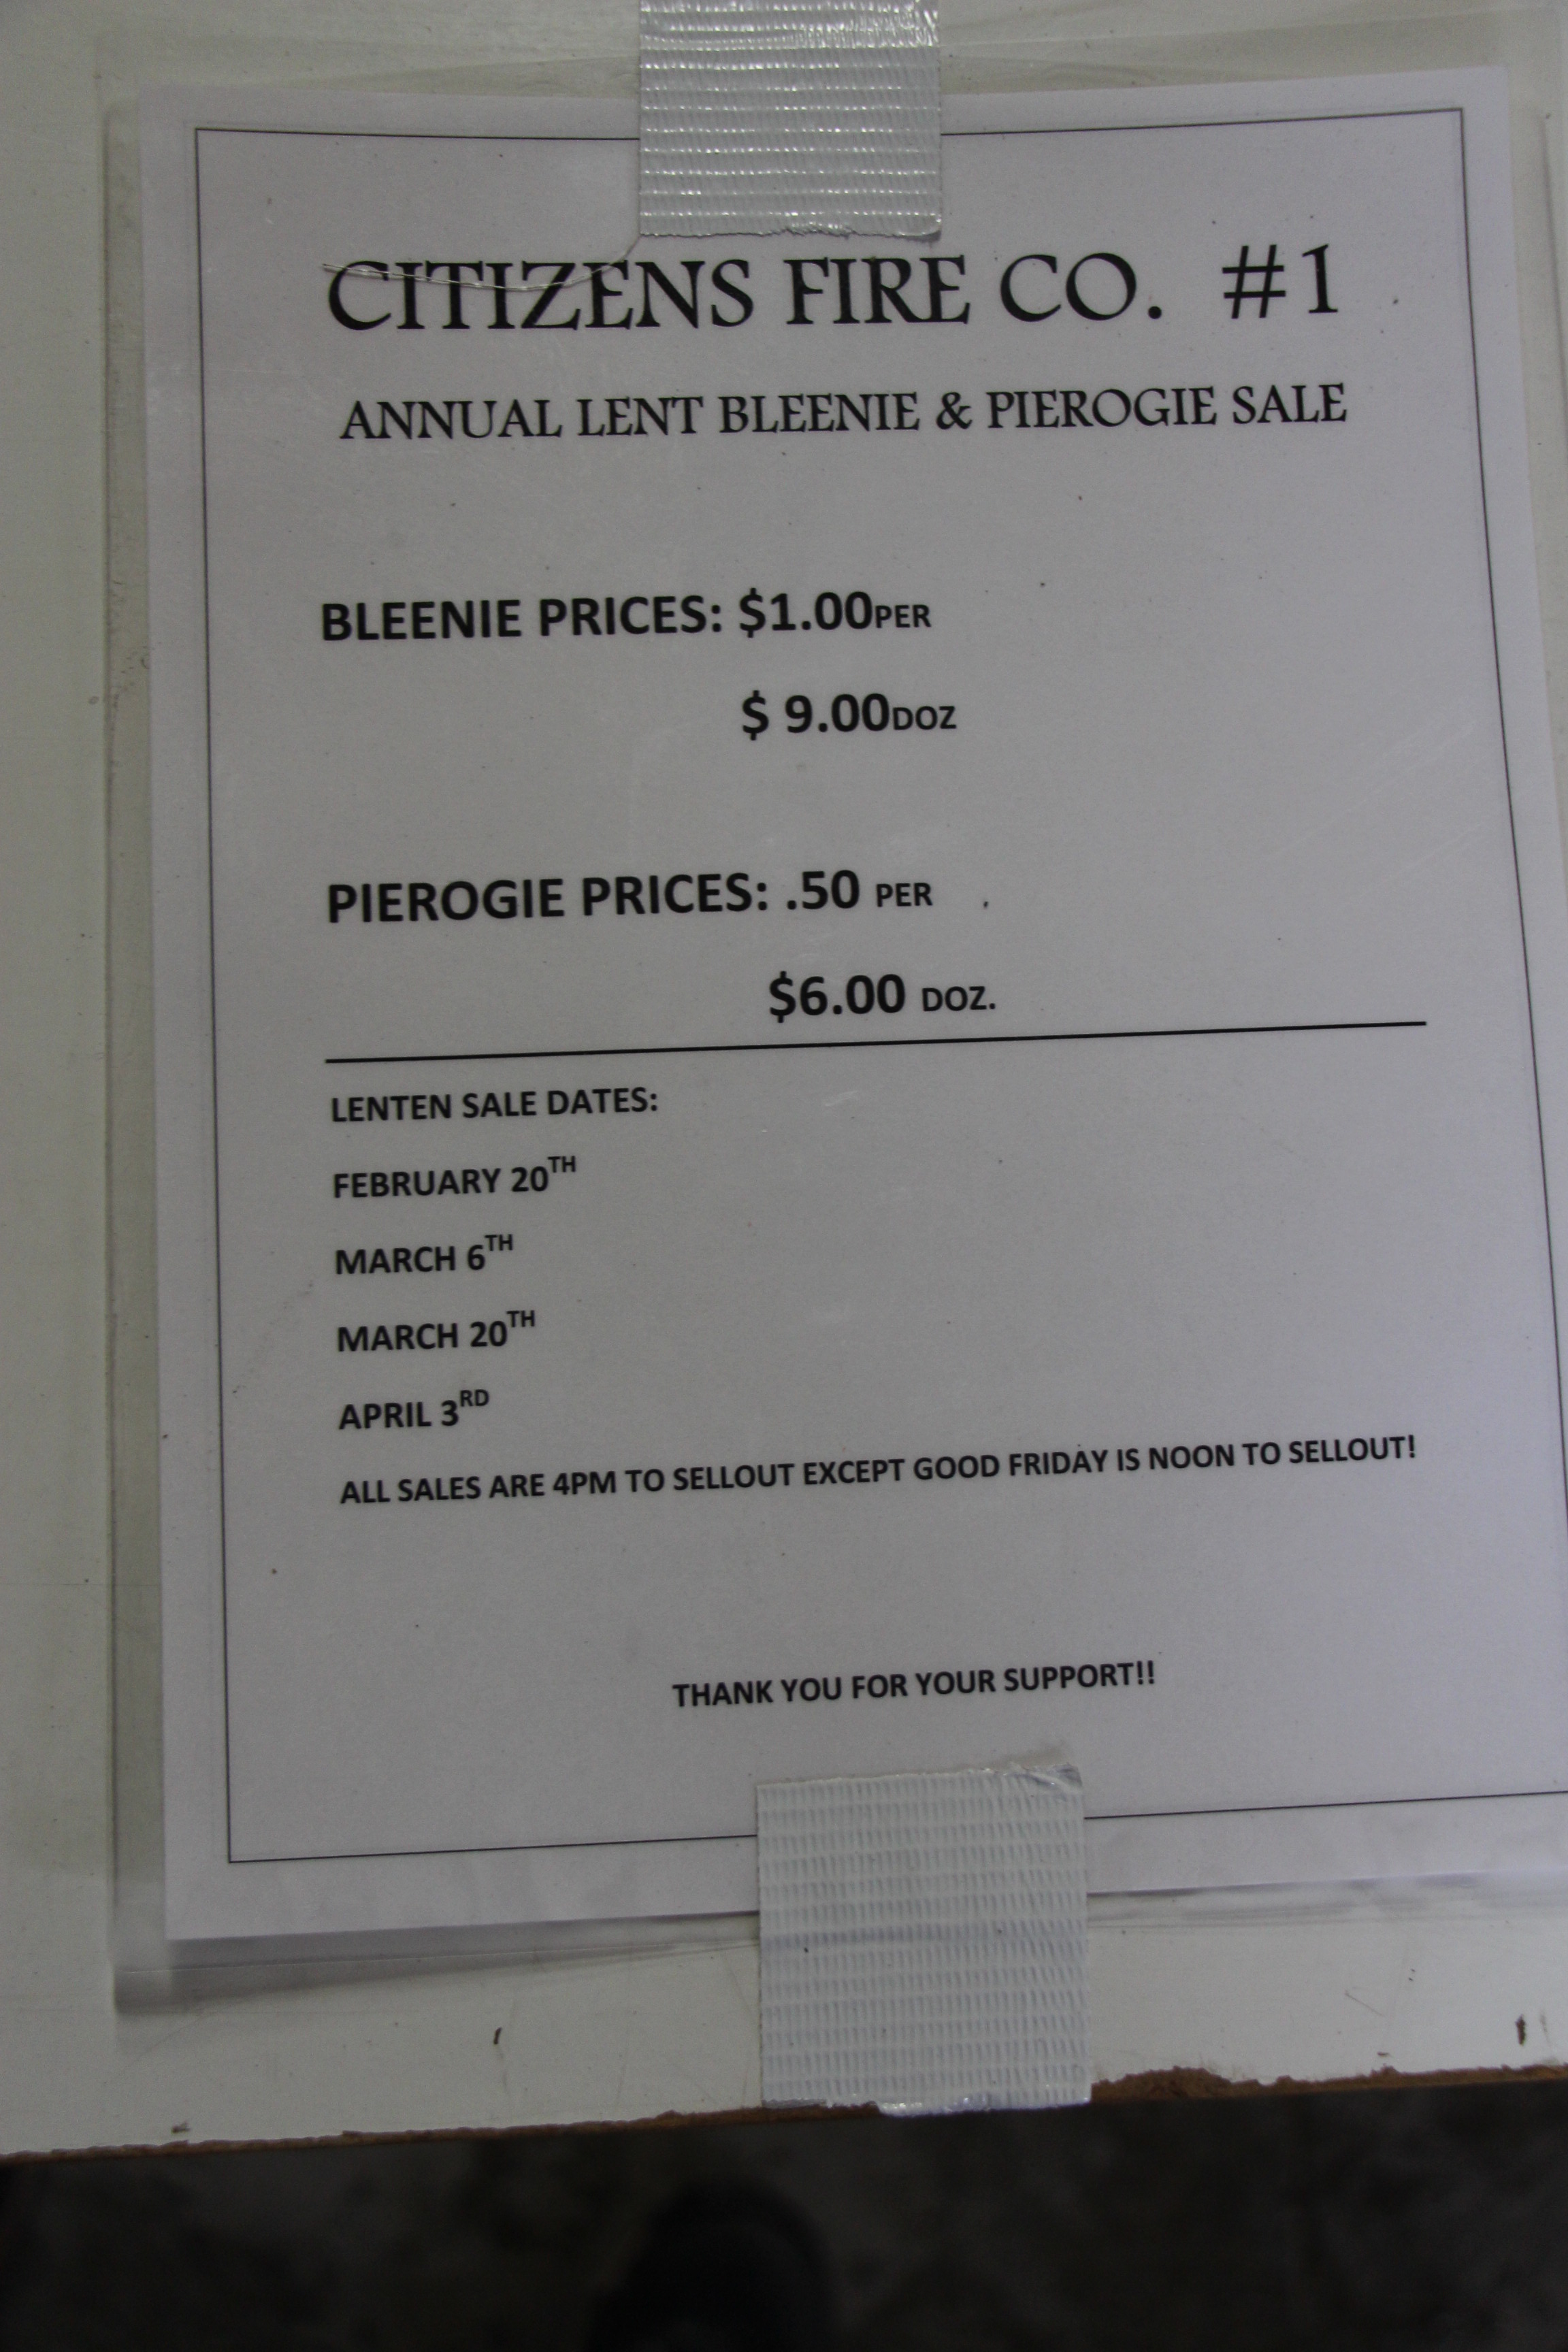 CITIZENS FIRE CO. #1
ANNUAL LENT BLEENIE & PIEROGIE SALE
BLEENIE PRICES: $1.00PER
$ 9.00DOZ
PIEROGIE PRICES: .50 PER
$6.00 DOZ.
LENTEN SALE DATES:
FEBRUARY 20TH
MARCH 6TH
MARCH 20TH
APRIL 3RD
ALL SALES ARE 4PM TO SELLOUT EXCEPT GOOD FRIDAY IS NOON TO SELLOUT!
THANK YOU FOR YOUR SUPPORT!!